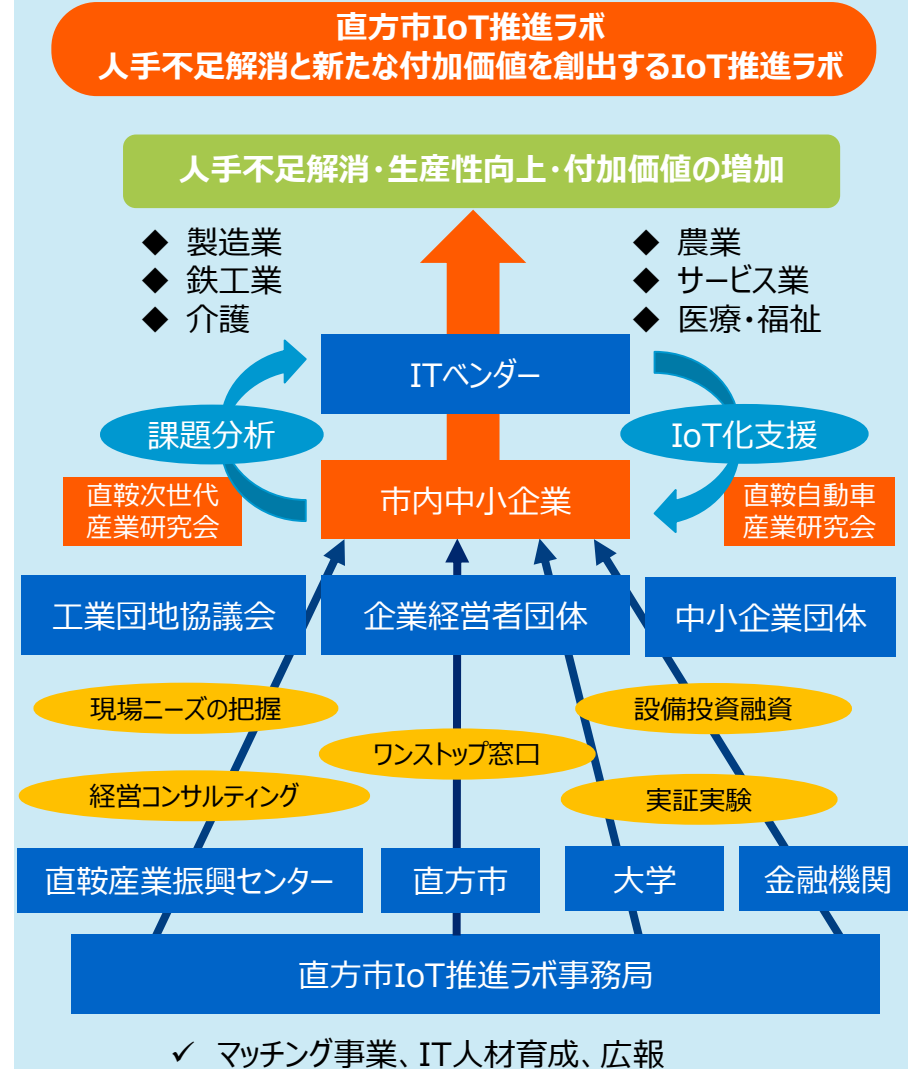 直方市IoT推進ラボ
人手不足解消と新たな付加価値を創出するIoT推進ラボ
人手不足解消・生産性向上・付加価値の増加
◆ 製造業
◆ 鉄工業
◆ 介護
◆ 農業
◆ サービス業
◆ 医療・福祉
ITベンダー
課題分析
IoT化支援
市内中小企業
直鞍次世代
産業研究会
直鞍自動車
産業研究会
工業団地協議会
企業経営者団体
中小企業団体
現場ニーズの把握
設備投資融資
ワンストップ窓口
経営コンサルティング
実証実験
直鞍産業振興センター
直方市
大学
金融機関
直方市IoT推進ラボ事務局
✓ マッチング事業、IT人材育成、広報